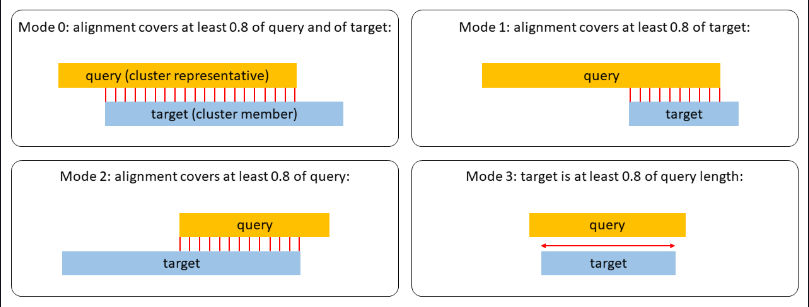 Mode 0: alignment covers at least 0.8 of query and of target:
query (cluster representative)
target (cluster member)
Mode 1: alignment covers at least 0.8 of target:
query
target
Mode 2: alignment covers at least 0.8 of query:
query
target
Mode 3: target is at least 0.8 of query length:
query
target